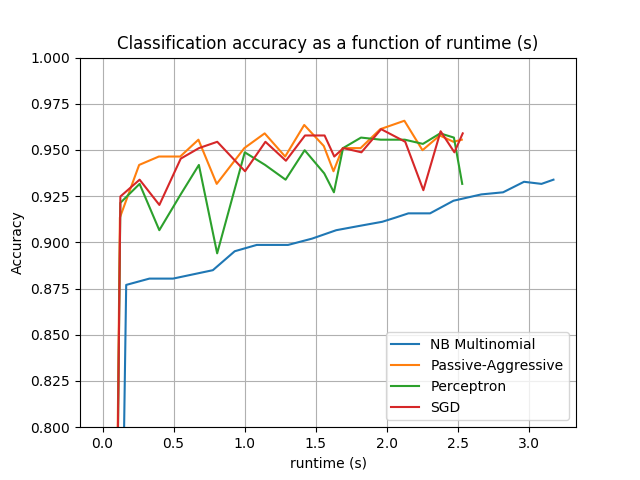 Classification accuracy as a function of runtime (s)
1.000
0.975
0.950
0.925
0.900
0.875
0.850
0.825
0.800
Accuracy
NB Multinomial
Passive-Aggressive
Perceptron
SGD
0.0 0.5 1.0 1.5 2.0 2.5 3.0
runtime (s)